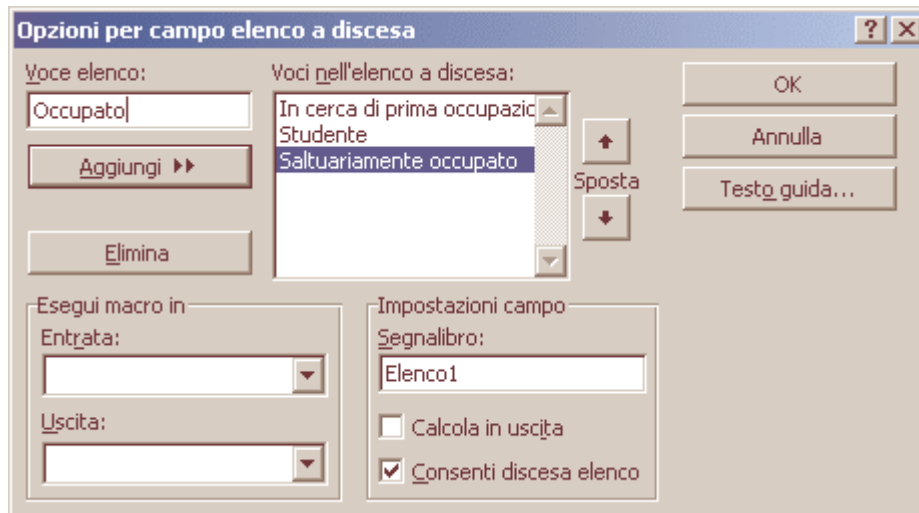 Opzioni per campo elenco a discesa
Voce elenco:
Occupato
Aggiungi
Elimina
Voci nell'elenco a discesa:
In cerca di prima occupazic
Studente
Saltuariamente occupato
Sposta
OK
Annulla
Testo guida...
Esegui macro in
Entrata:
Uscita:
Impostazioni campo
Segnalibro:
Elenco1
Calcola in uscita
Consenti discesa elenco